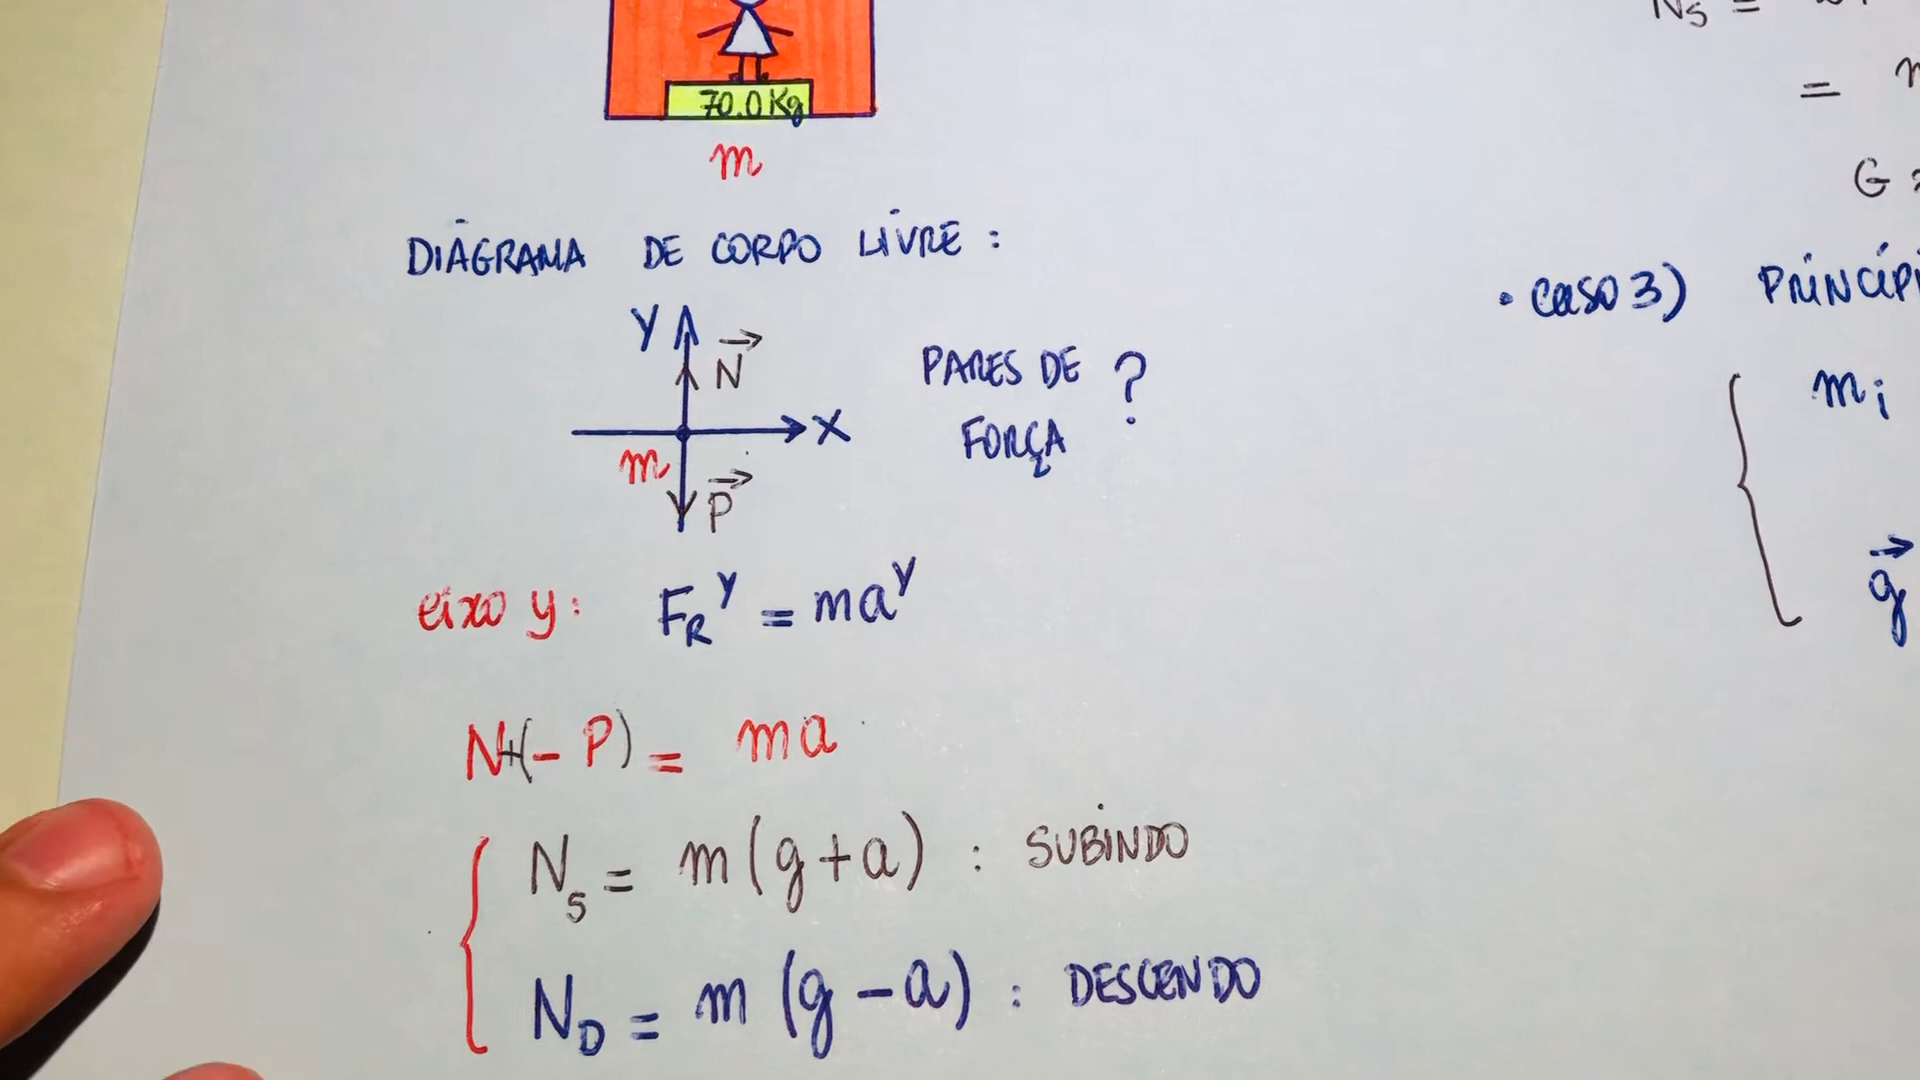 70.0 Kg
m
DIAGRAMA DE CORPO LIVRE :
Y N
PARES DE FORÇA ?
X
m
P
eixo y: F_R^Y = ma^Y
N+(- P) = ma
N_S = m(g+a) : SUBINDO
N_D = m (g-a) : DESCENDO
N_S =
=
G
• caso 3)
m_i
g